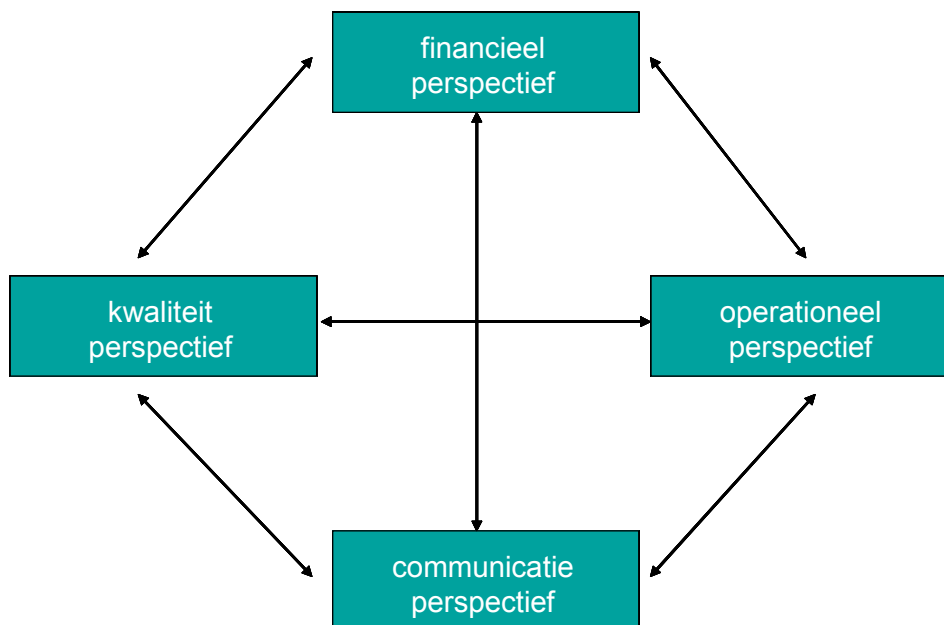 financieel
perspectief
kwaliteit
perspectief
operationeel
perspectief
communicatie
perspectief